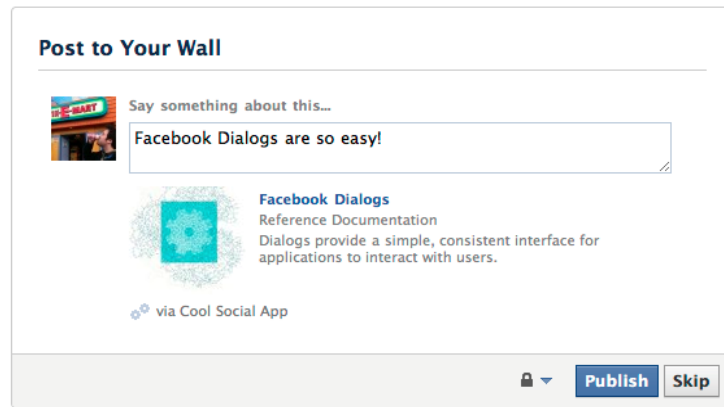 Post to Your Wall
Say something about this...
Facebook Dialogs are so easy!
Facebook Dialogs
Reference Documentation
Dialogs provide a simple, consistent interface for
applications to interact with users.
via Cool Social App
Publish
Skip